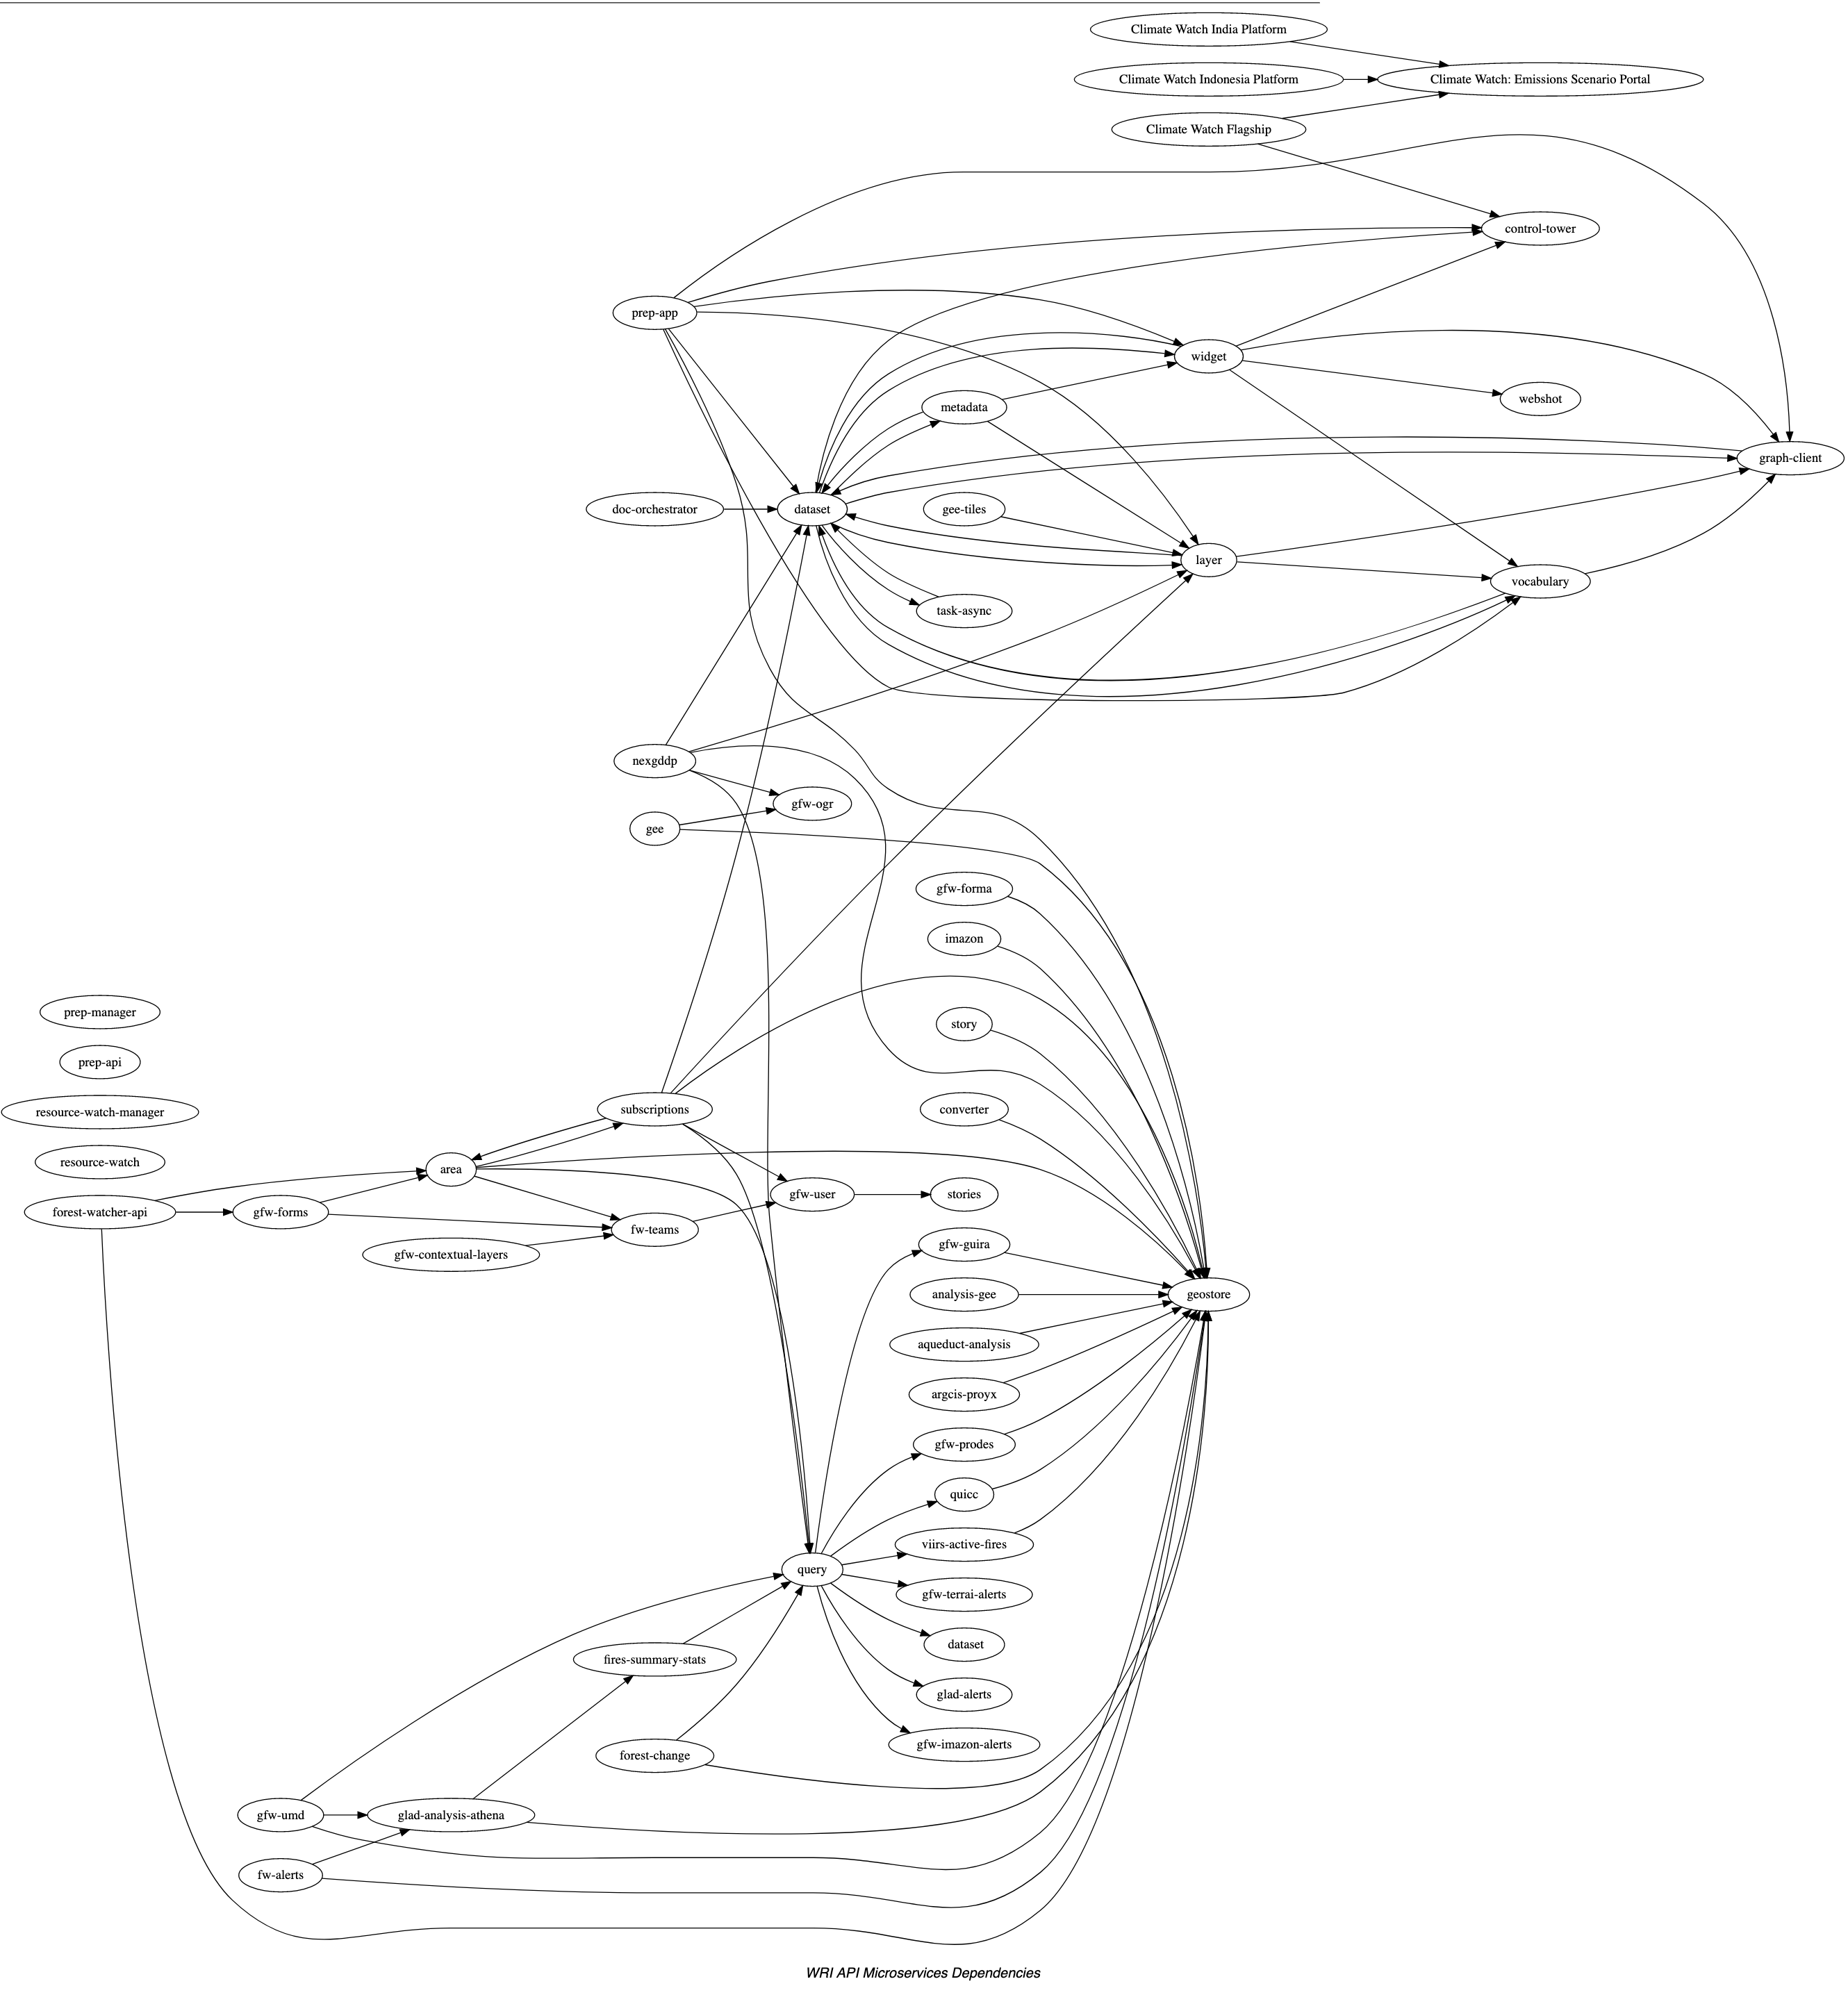 Climate Watch India Platform
Climate Watch Indonesia Platform
Climate Watch: Emissions Scenario Portal
Climate Watch Flagship
control-tower
prep-app
widget
webshot
metadata
graph-client
doc-orchestrator
dataset
gee-tiles
layer
vocabulary
task-async
nexgddp
gfw-ogr
gee
gfw-forma
imazon
prep-manager
story
prep-api
resource-watch-manager
subscriptions
converter
resource-watch
area
gfw-user
stories
forest-watcher-api
gfw-forms
fw-teams
gfw-contextual-layers
gfw-guira
analysis-gee
geostore
aqueduct-analysis
argcis-proyx
gfw-prodes
quicc
viirs-active-fires
query
gfw-terrai-alerts
dataset
fires-summary-stats
glad-alerts
gfw-imazon-alerts
forest-change
gfw-umd
glad-analysis-athena
fw-alerts
WRI API Microservices Dependencies